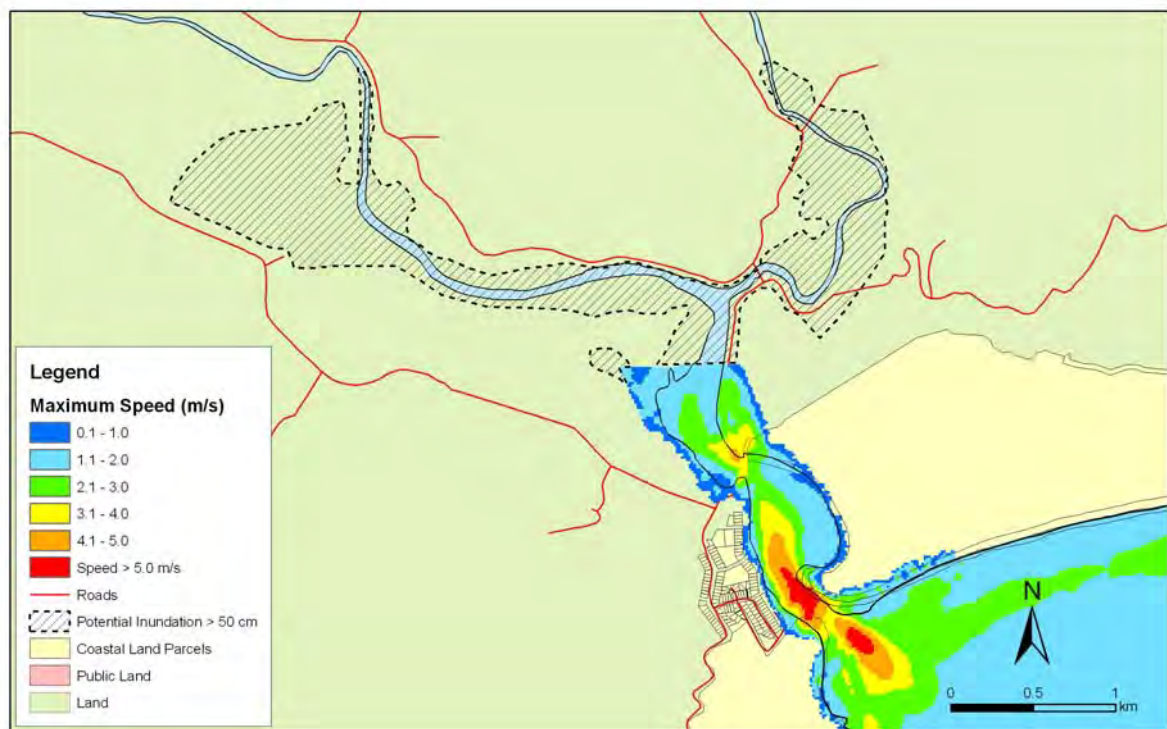 Legend
Maximum Speed (m/s)
0.1 - 1.0
1.1 - 2.0
2.1 - 3.0
3.1 - 4.0
4.1 - 5.0
Speed > 5.0 m/s
Roads
Potential Inundation > 50 cm
Coastal Land Parcels
Public Land
Land
N
0 0.5 1
km